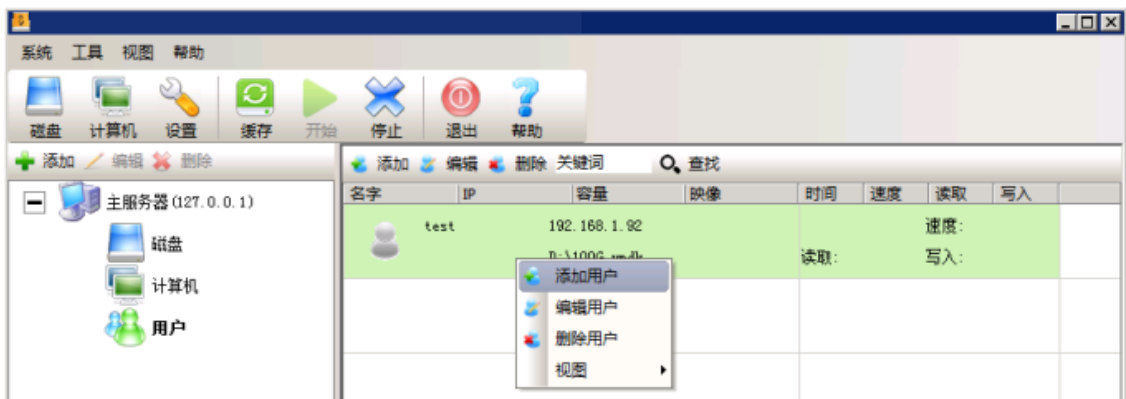 系统 工具 视图 帮助
磁盘 计算机 设置 缓存 开始 停止 退出 帮助
添加 编辑 删除
添加 编辑 删除 关键词 查找
名字 IP 容量 映像 时间 速度 读取 写入
主服务器(127.0.0.1)
磁盘
计算机
用户
test 192.168.1.92 速度:
D:\100G.vmdk 读取: 写入:
添加用户
编辑用户
删除用户
视图